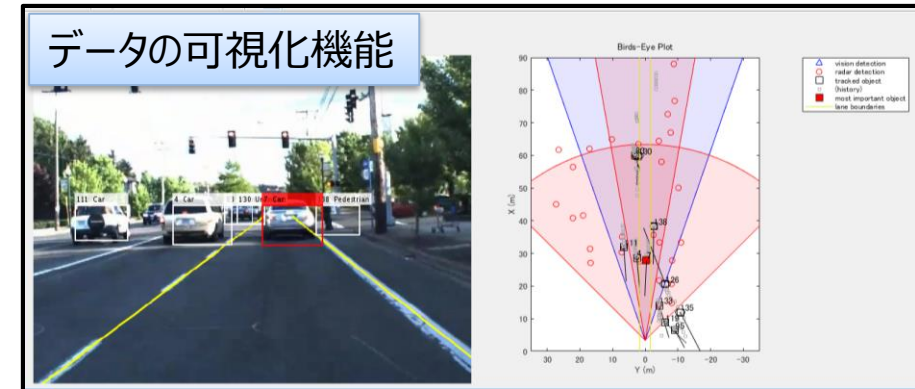 データの可視化機能
111 Car
4 Car
130 Un
7 Car
38 Pedestrian
Birds-Eye Plot
vision detection
radar detection
tracked object
(history)
most important object
lane boundaries
X (m)
90
80
70
60
50
40
30
20
10
0
30
20
10
0
-10
-20
-30
Y (m)